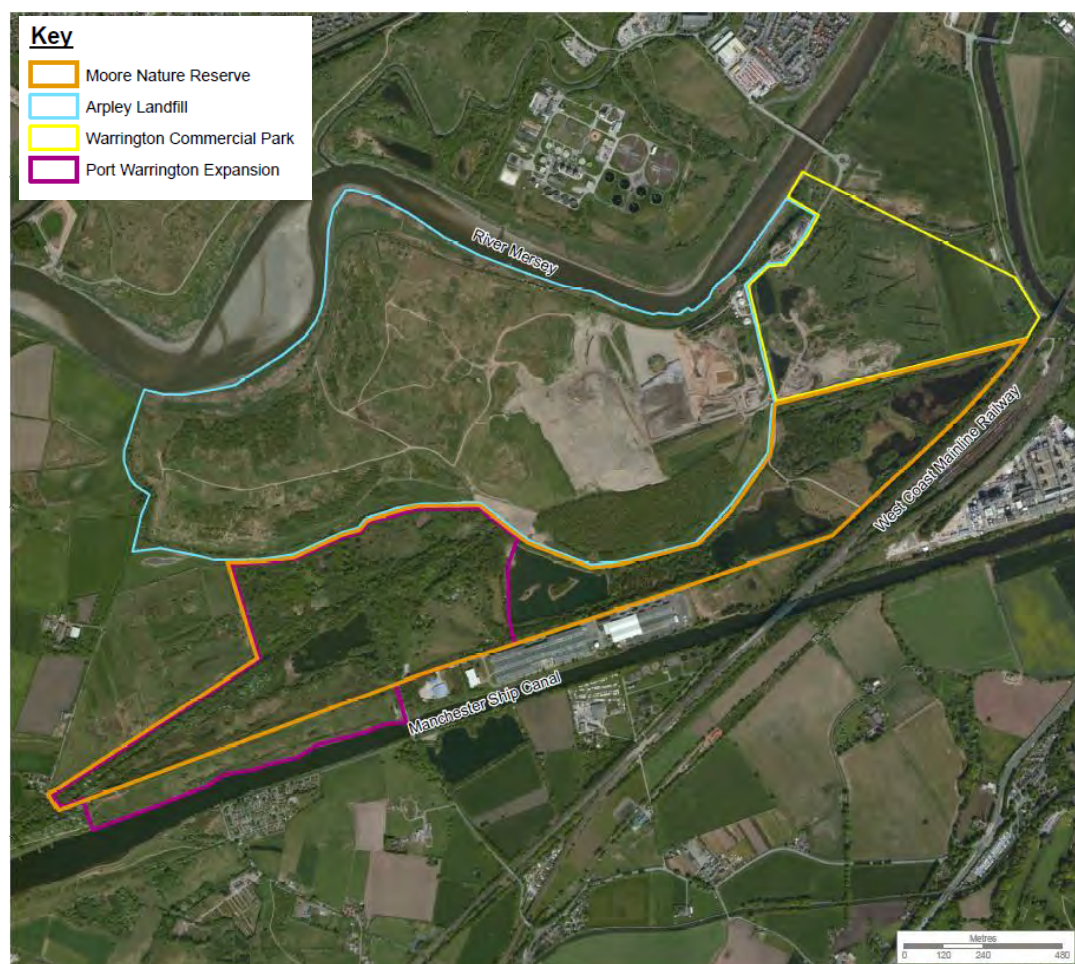 Key
Moore Nature Reserve
Arpley Landfill
Warrington Commercial Park
Port Warrington Expansion
River Mersey
West Coast Mainline Railway
Manchester Ship Canal
Metres
0 120 240 480